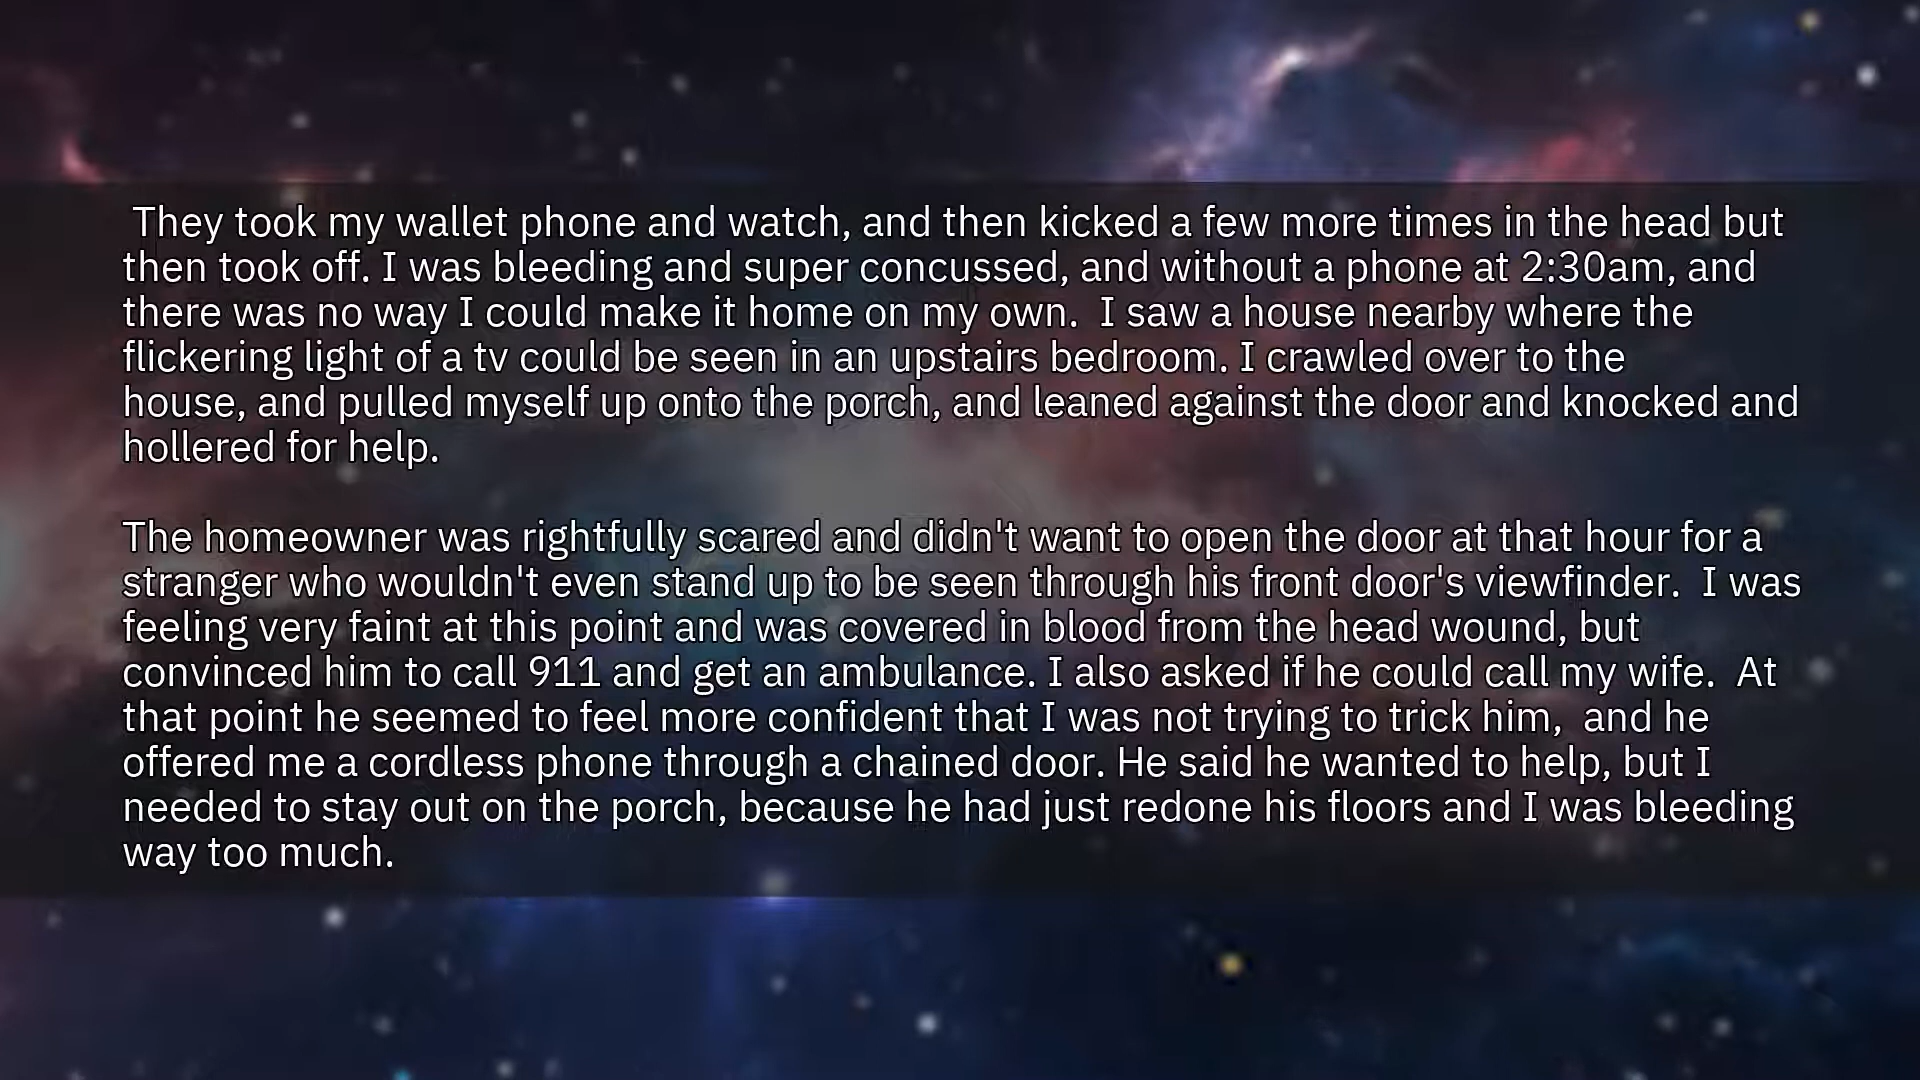 They took my wallet phone and watch, and then kicked a few more times in the head but
then took off. I was bleeding and super concussed, and without a phone at 2:30am, and
there was no way I could make it home on my own.  I saw a house nearby where the
flickering light of a tv could be seen in an upstairs bedroom. I crawled over to the
house, and pulled myself up onto the porch, and leaned against the door and knocked and
hollered for help.
The homeowner was rightfully scared and didn't want to open the door at that hour for a
stranger who wouldn't even stand up to be seen through his front door's viewfinder.  I was
feeling very faint at this point and was covered in blood from the head wound, but
convinced him to call 911 and get an ambulance. I also asked if he could call my wife.  At
that point he seemed to feel more confident that I was not trying to trick him,  and he
offered me a cordless phone through a chained door. He said he wanted to help, but I
needed to stay out on the porch, because he had just redone his floors and I was bleeding
way too much.